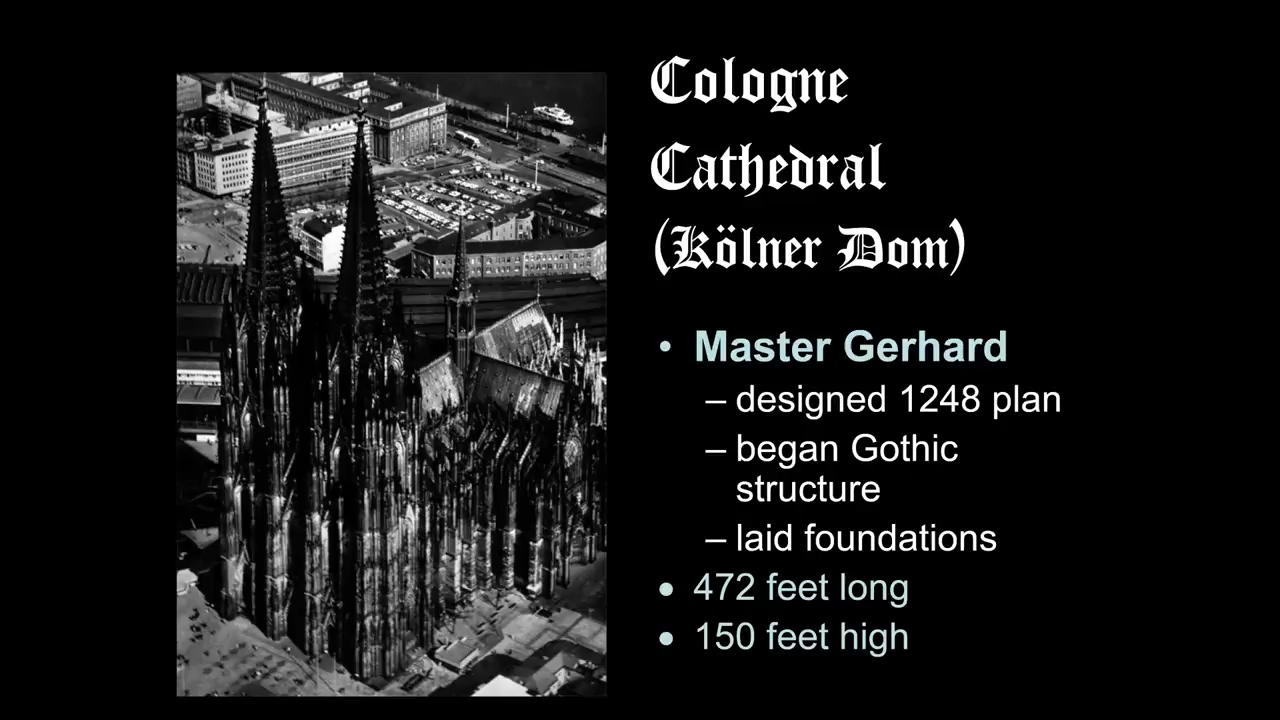 Cologne
Cathedral
(Kölner Dom)
• Master Gerhard
– designed 1248 plan
– began Gothic
structure
– laid foundations
• 472 feet long
• 150 feet high